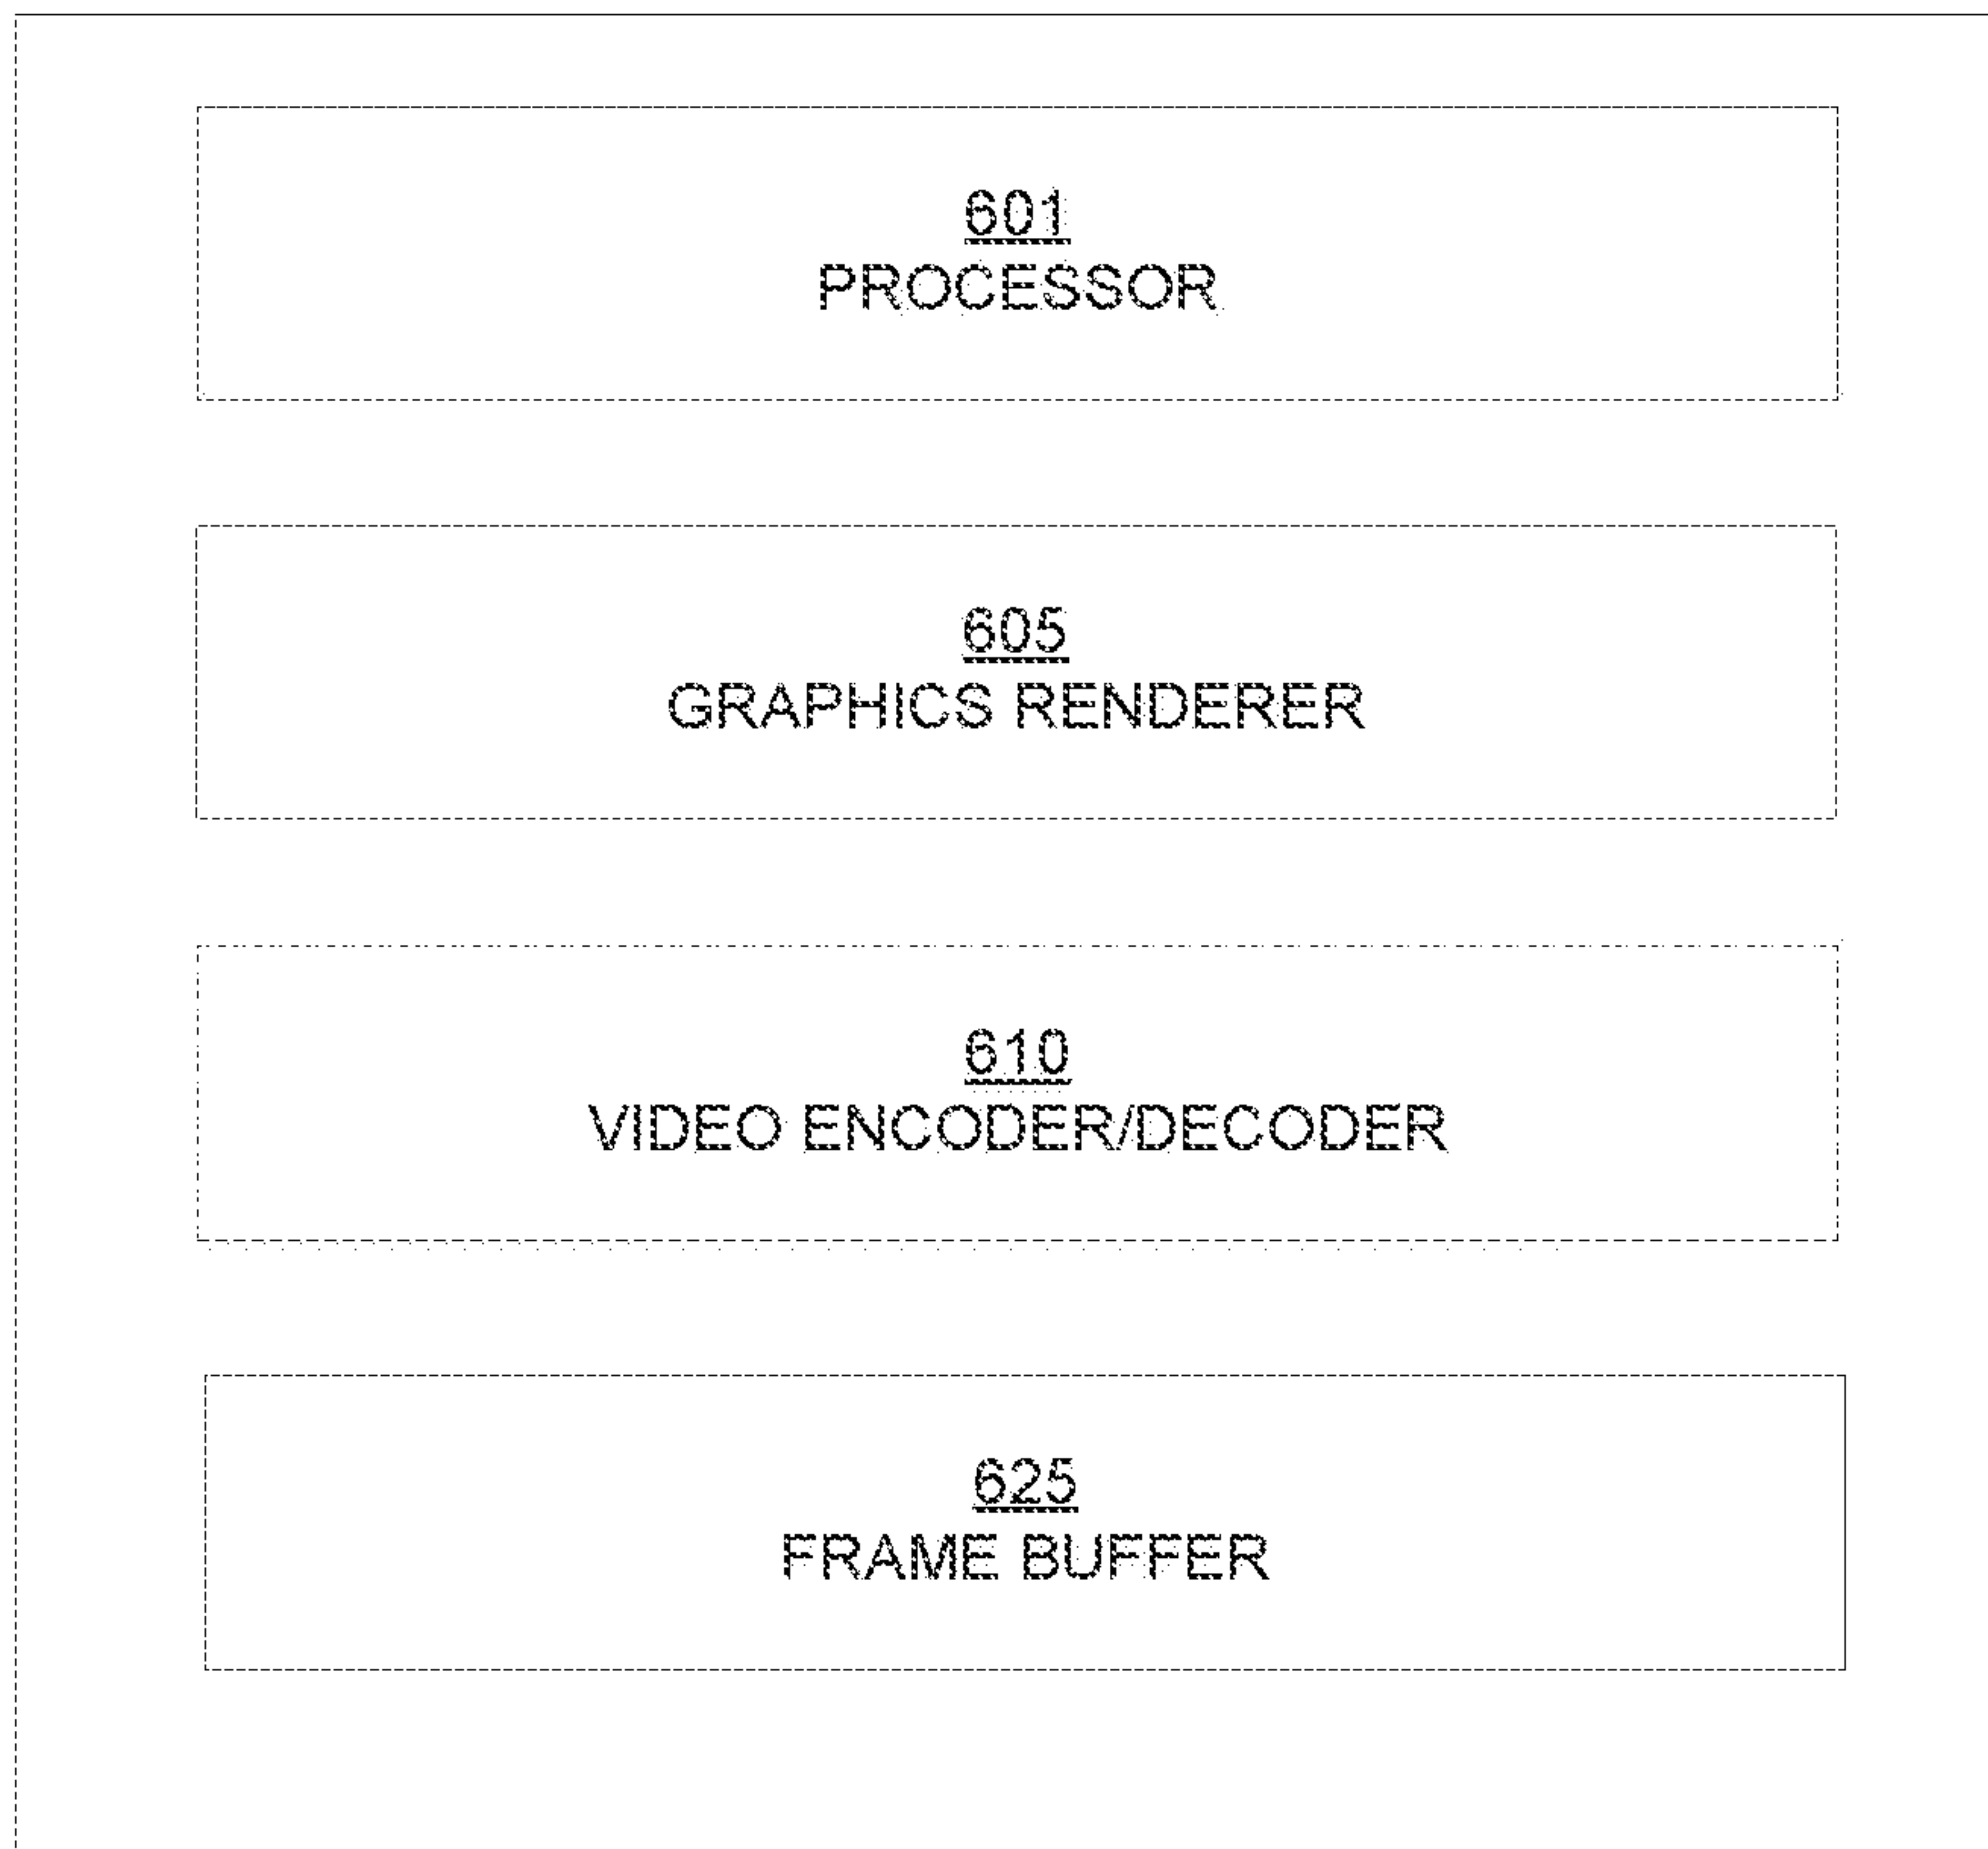 601
PROCESSOR
605
GRAPHICS RENDERER
610
VIDEO ENCODER/DECODER
625
FRAME BUFFER